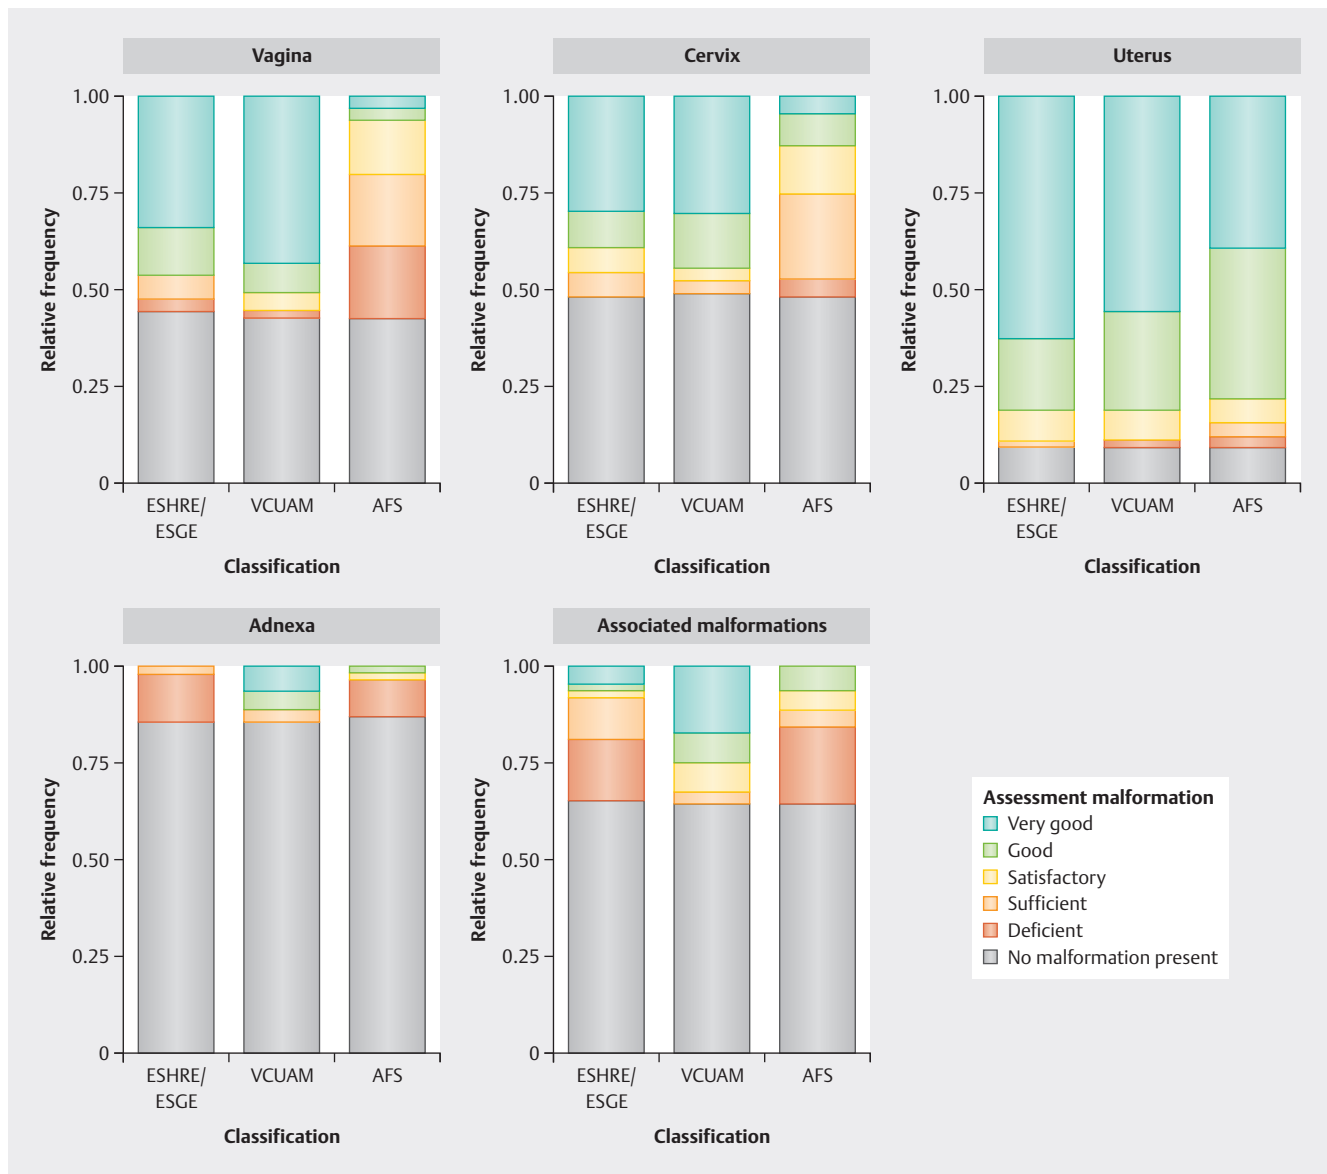 Vagina
Relative frequency
1.00
0.75
0.50
0.25
0
ESHRE/
ESGE
VCUAM
AFS
Classification
Cervix
Relative frequency
1.00
0.75
0.50
0.25
0
ESHRE/
ESGE
VCUAM
AFS
Classification
Uterus
Relative frequency
1.00
0.75
0.50
0.25
0
ESHRE/
ESGE
VCUAM
AFS
Classification
Adnexa
Relative frequency
1.00
0.75
0.50
0.25
0
ESHRE/
ESGE
VCUAM
AFS
Classification
Associated malformations
Relative frequency
1.00
0.75
0.50
0.25
0
ESHRE/
ESGE
VCUAM
AFS
Classification
Assessment malformation
Very good
Good
Satisfactory
Sufficient
Deficient
No malformation present